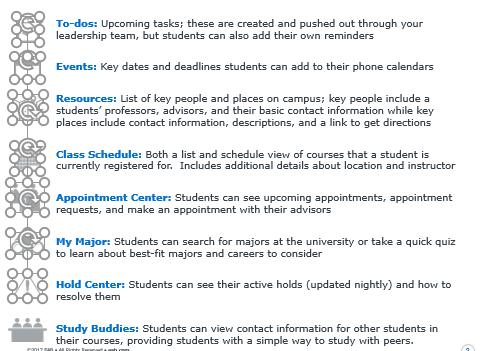 To-dos: Upcoming tasks; these are created and pushed out through your
leadership team, but students can also add their own reminders
Events: Key dates and deadlines students can add to their phone calendars
Resources: List of key people and places on campus; key people include a
students' professors, advisors, and their basic contact information while key
places include contact information, descriptions, and a link to get directions
Class Schedule: Both a list and schedule view of courses that a student is
currently registered for.  Includes additional details about location and instructor
Appointment Center: Students can see upcoming appointments, appointment
requests, and make an appointment with their advisors
My Major: Students can search for majors at the university or take a quick quiz
to learn about best-fit majors and careers to consider
Hold Center: Students can see their active holds (updated nightly) and how to
resolve them
Study Buddies: Students can view contact information for other students in
their courses, providing students with a simple way to study with peers.